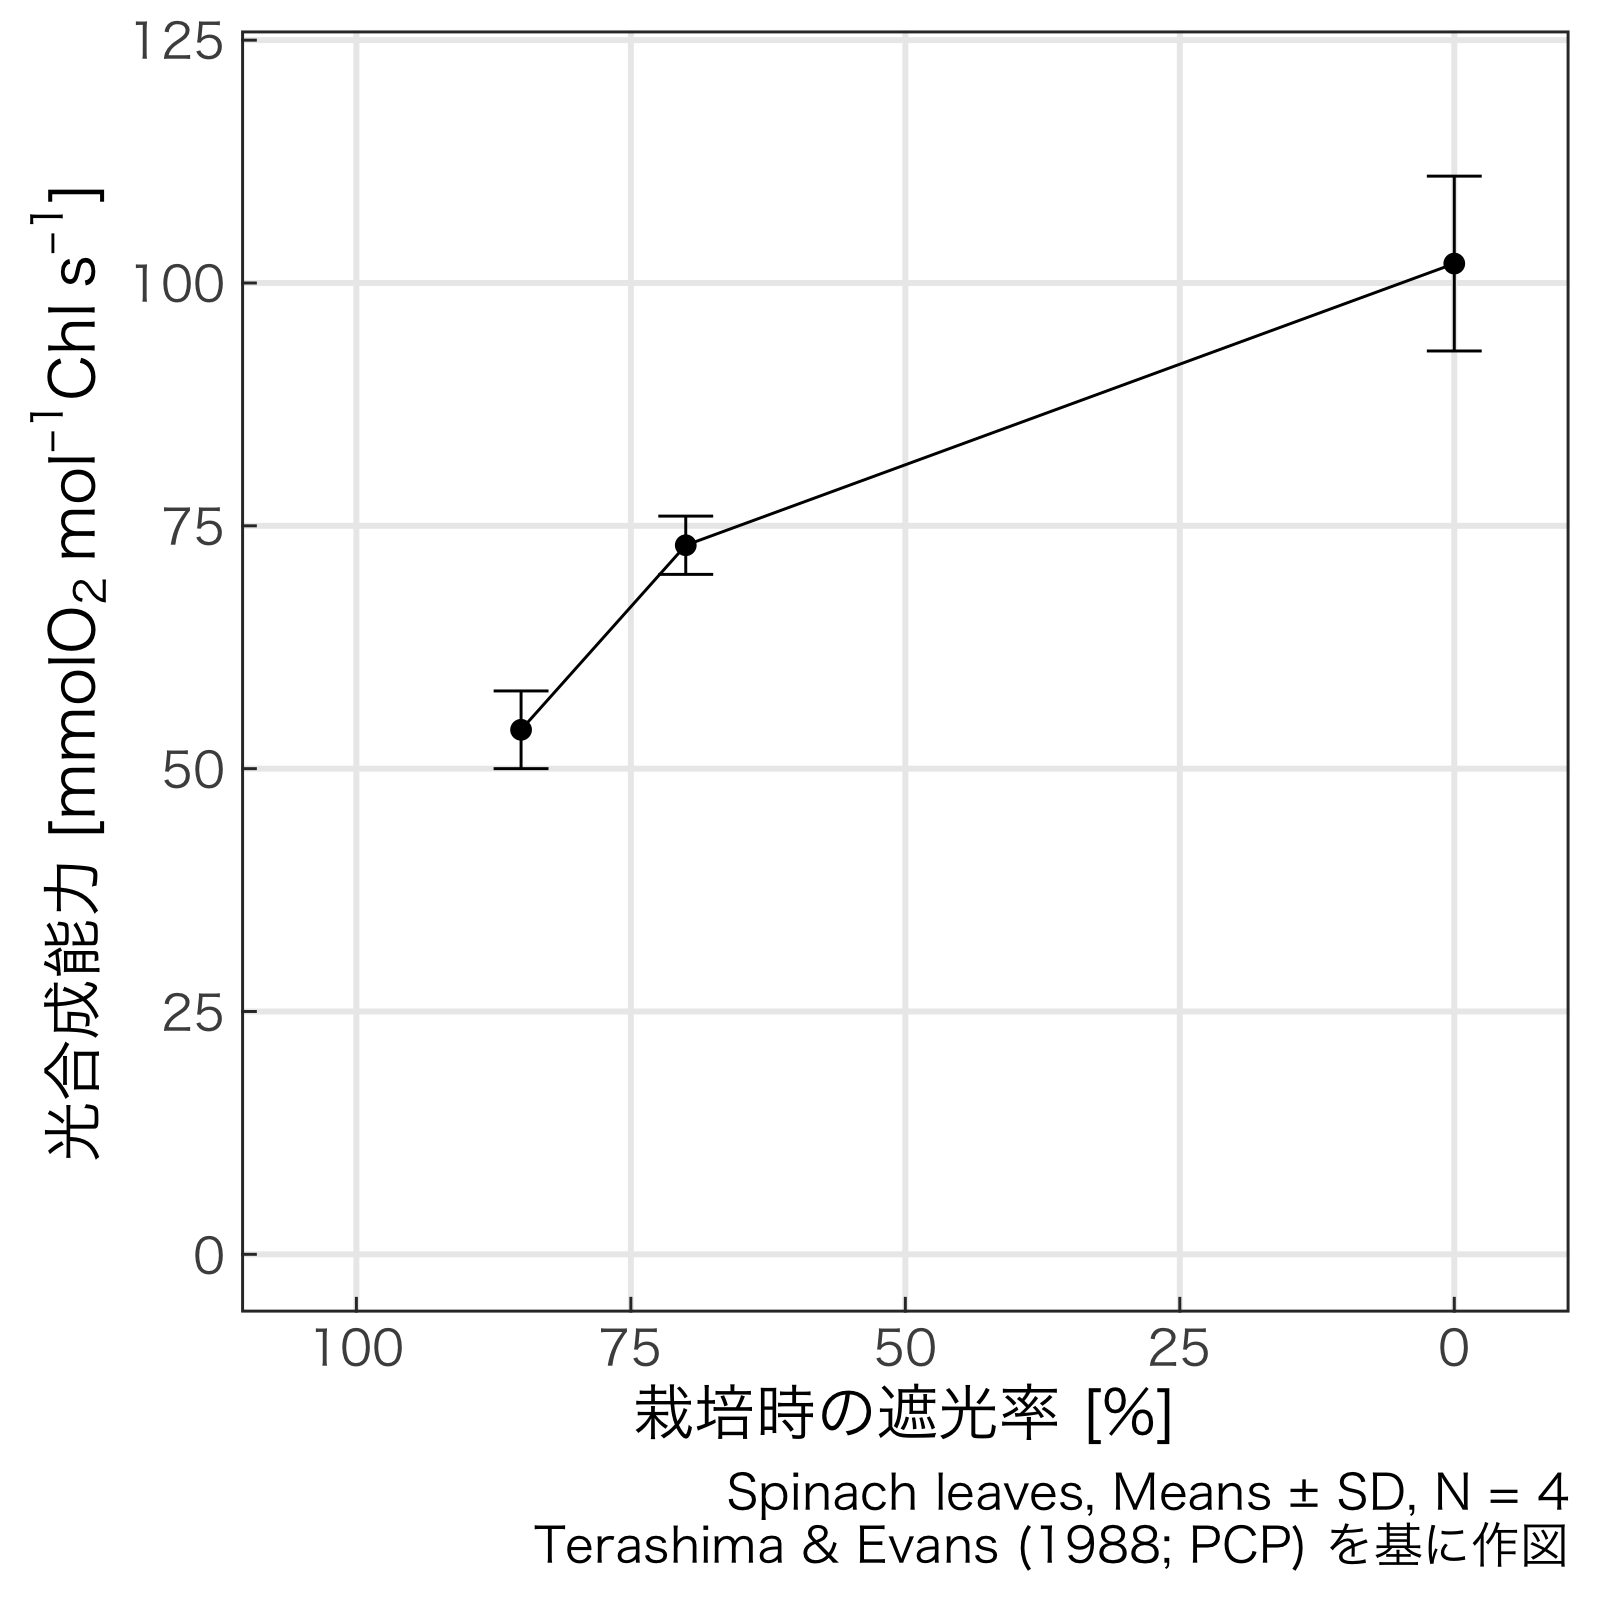 125
100
75
50
25
0
光合成能力 [mmolO₂ mol⁻¹ Chl s⁻¹]
100 75 50 25 0
栽培時の遮光率 [%]
Spinach leaves, Means ± SD, N = 4
Terashima & Evans (1988; PCP) を基に作図